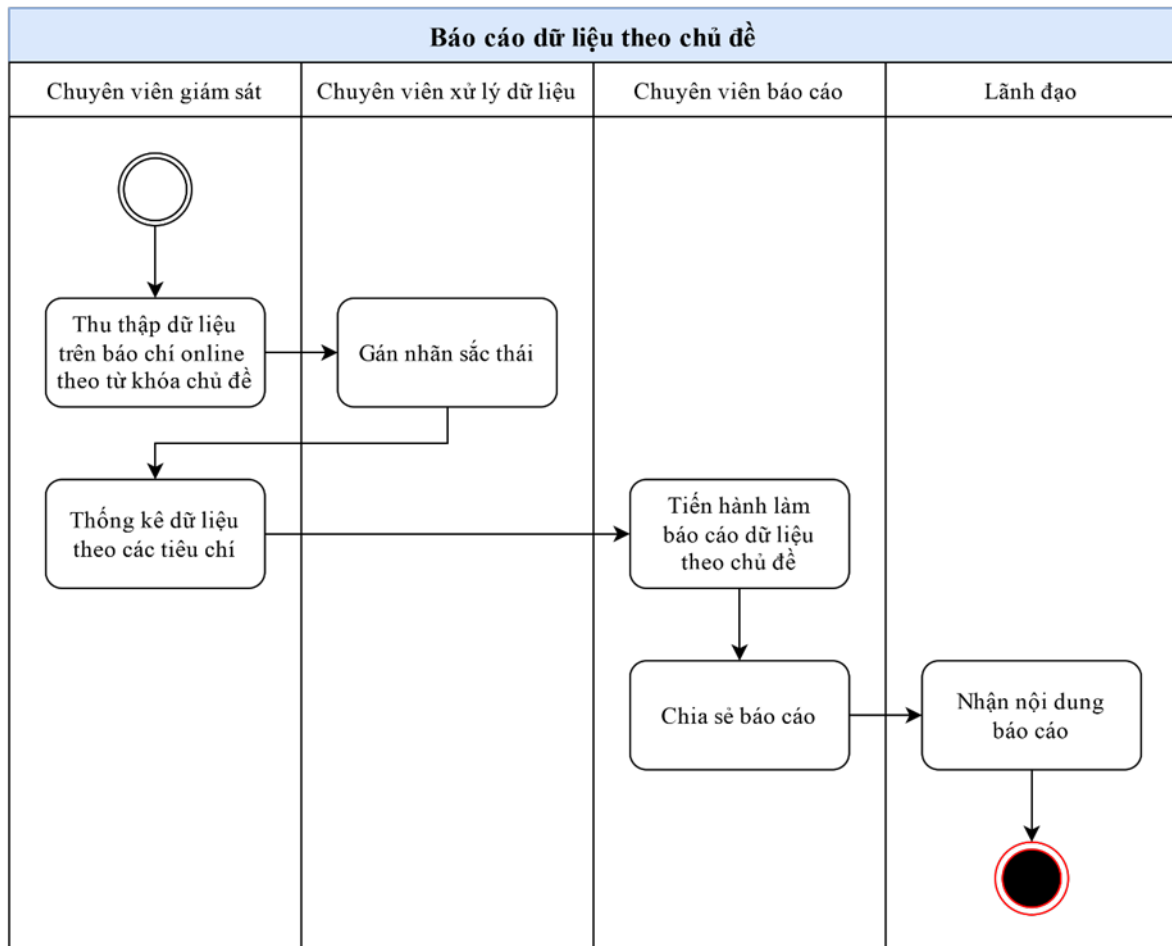 Báo cáo dữ liệu theo chủ đề
Chuyên viên giám sát
Chuyên viên xử lý dữ liệu
Chuyên viên báo cáo
Lãnh đạo
Thu thập dữ liệu
trên báo chí online
theo từ khóa chủ đề
Gán nhãn sắc thái
Thống kê dữ liệu
theo các tiêu chí
Tiến hành làm
báo cáo dữ liệu
theo chủ đề
Chia sẻ báo cáo
Nhận nội dung
báo cáo